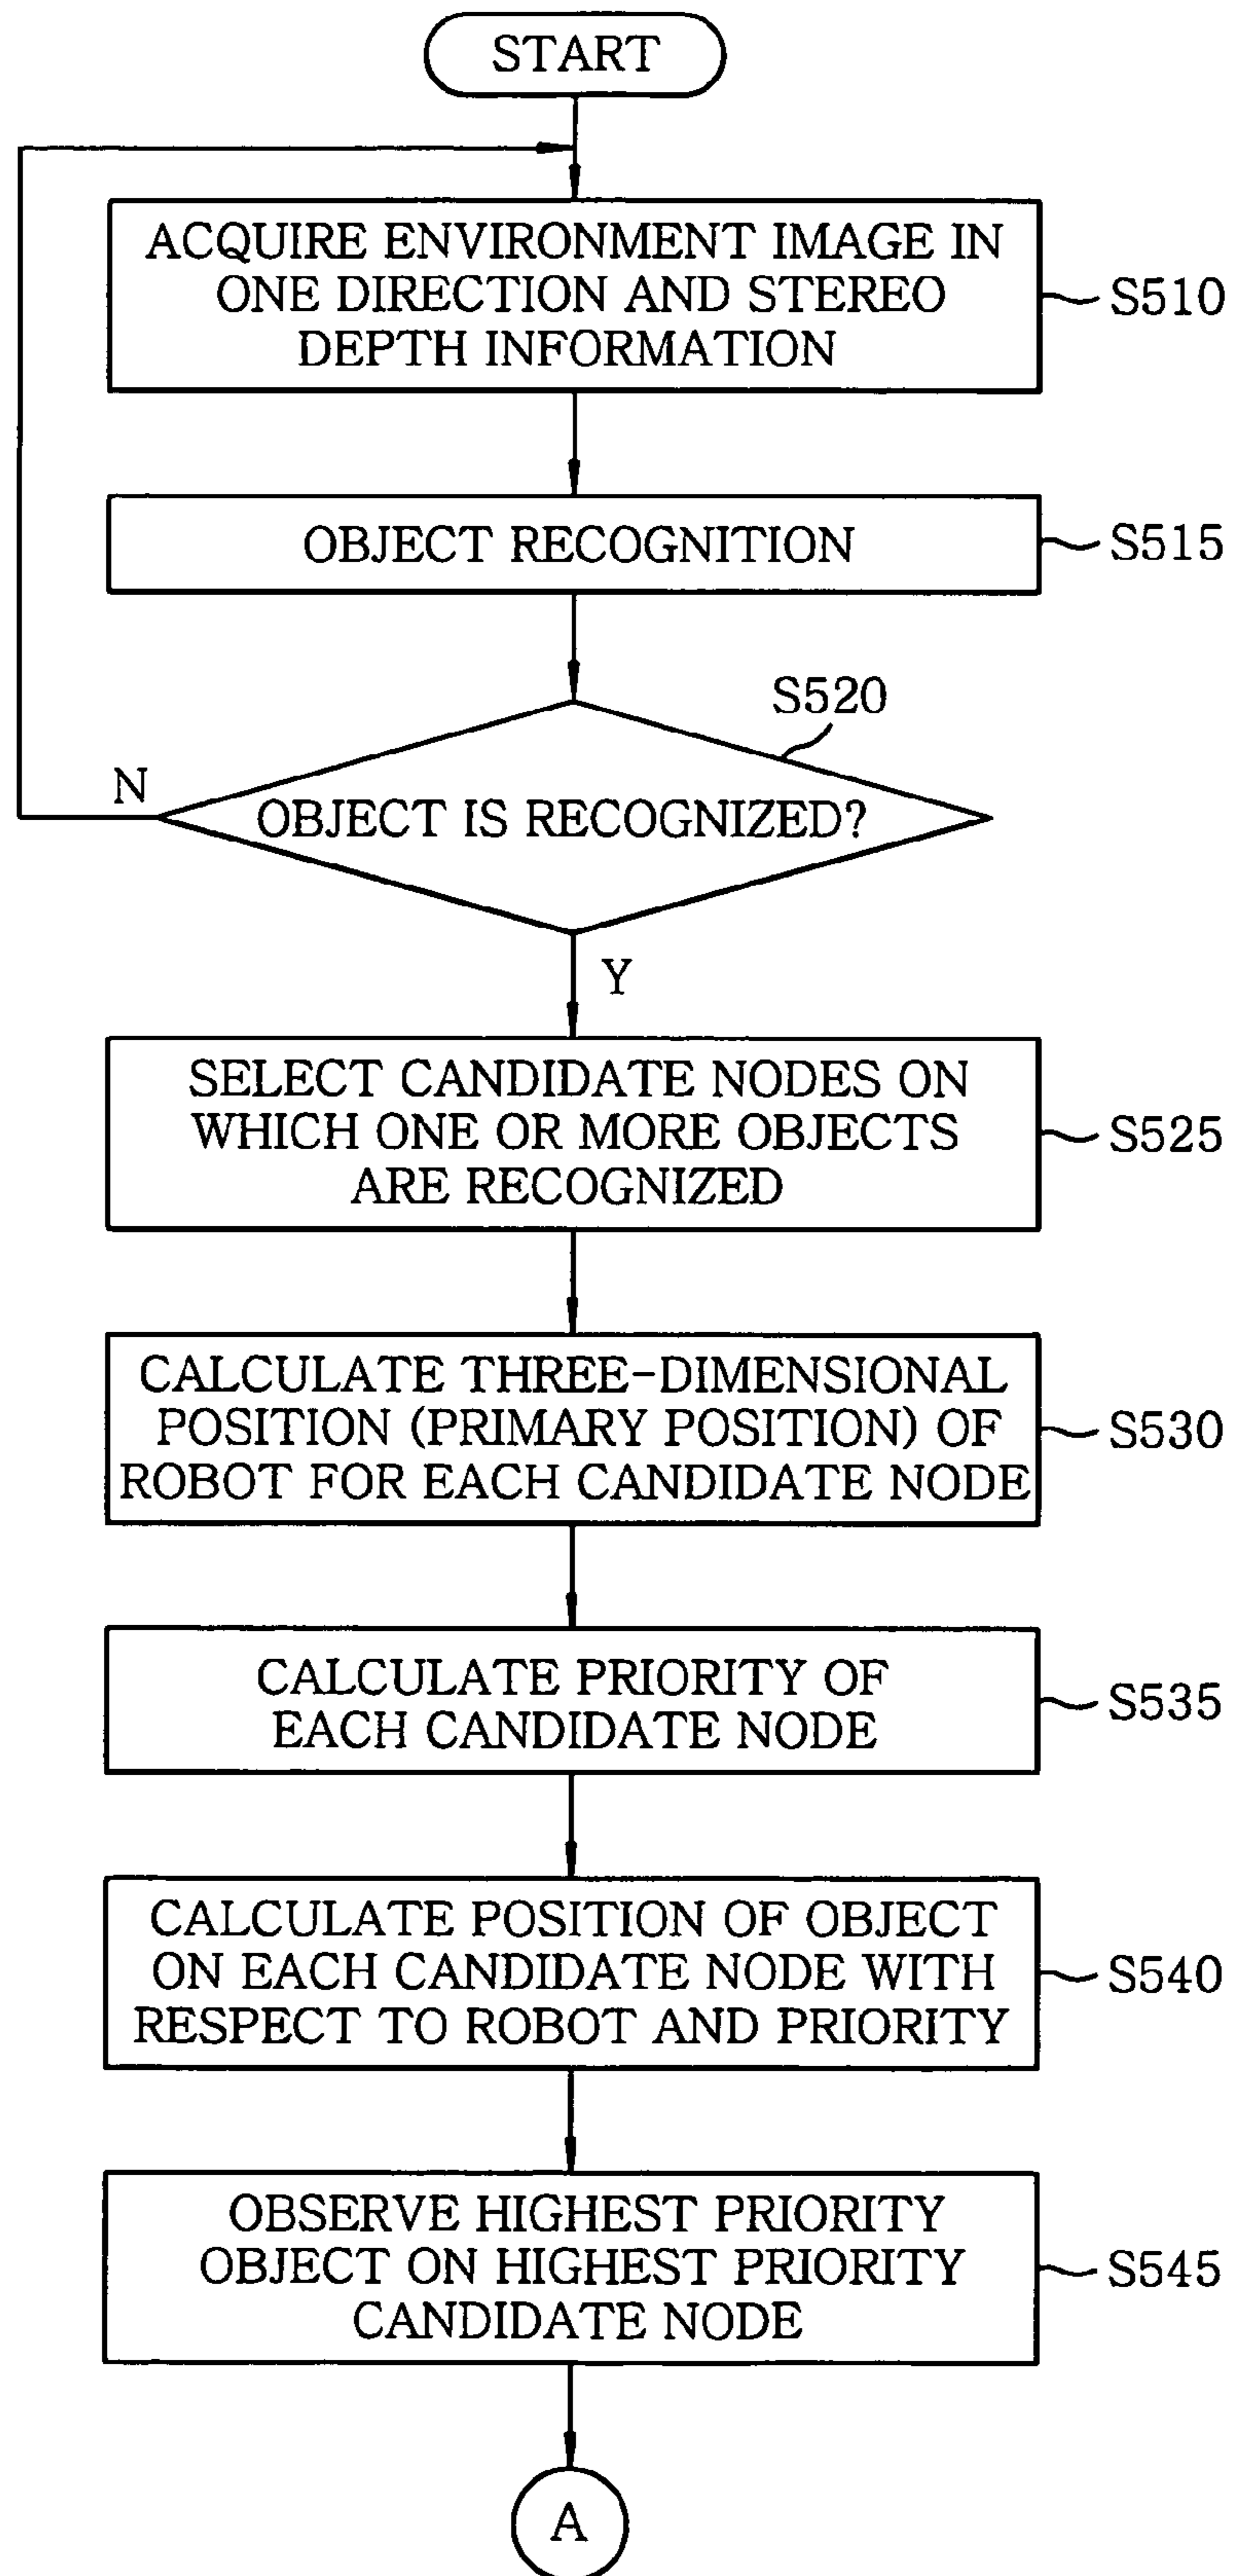 START
ACQUIRE ENVIRONMENT IMAGE IN
ONE DIRECTION AND STEREO
DEPTH INFORMATION
S510
OBJECT RECOGNITION
S515
S520
N
OBJECT IS RECOGNIZED?
Y
SELECT CANDIDATE NODES ON
WHICH ONE OR MORE OBJECTS
ARE RECOGNIZED
S525
CALCULATE THREE-DIMENSIONAL
POSITION (PRIMARY POSITION) OF
ROBOT FOR EACH CANDIDATE NODE
S530
CALCULATE PRIORITY OF
EACH CANDIDATE NODE
S535
CALCULATE POSITION OF OBJECT
ON EACH CANDIDATE NODE WITH
RESPECT TO ROBOT AND PRIORITY
S540
OBSERVE HIGHEST PRIORITY
OBJECT ON HIGHEST PRIORITY
CANDIDATE NODE
S545
A